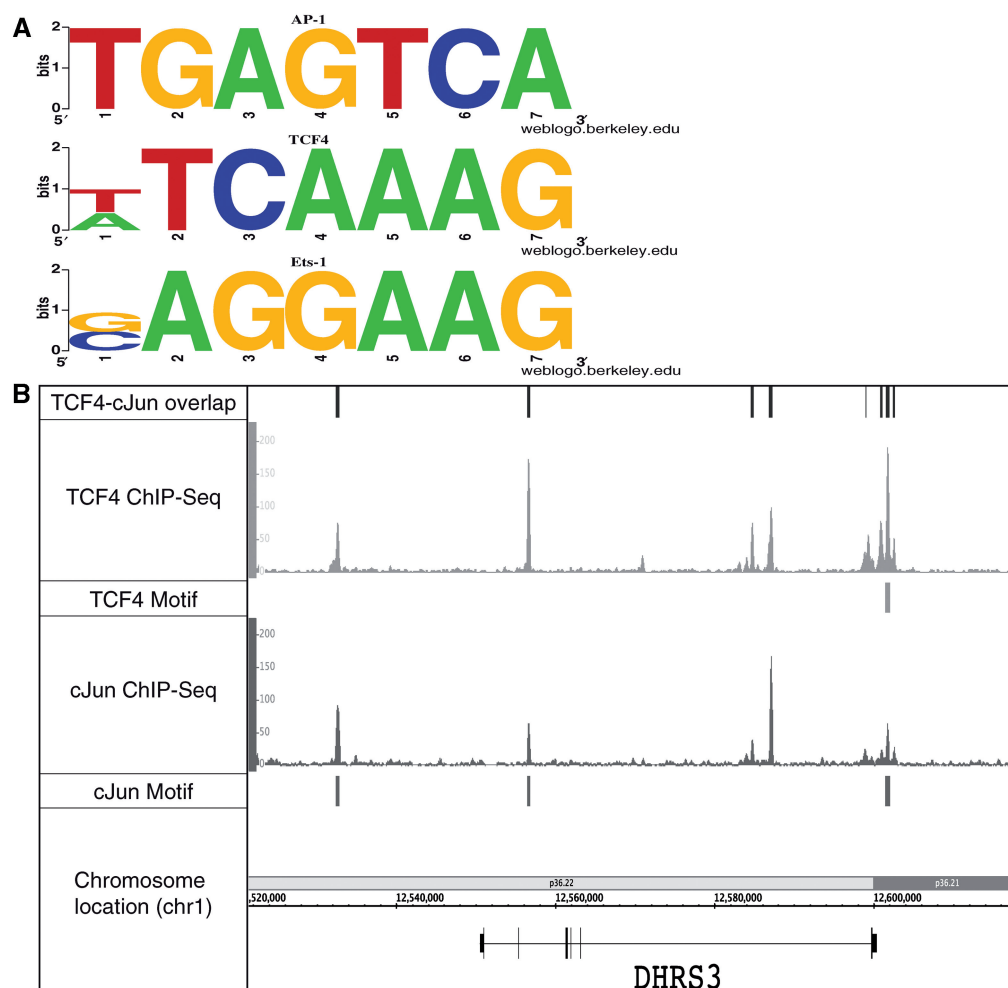 A
AP-1
2
1
0
bits
TGAGTCA
5′ 1 2 3 4 5 6 7 3′
weblogo.berkeley.edu
TCF4
2
1
0
bits
T
A
TCAAAG
5′ 1 2 3 4 5 6 7 3′
weblogo.berkeley.edu
Ets-1
2
1
0
bits
G
C
AGGAAG
5′ 1 2 3 4 5 6 7 3′
weblogo.berkeley.edu
B
TCF4-cJun overlap
TCF4 ChIP-Seq
200
150
100
50
0
TCF4 Motif
cJun ChIP-Seq
200
150
100
50
0
cJun Motif
Chromosome
location (chr1)
p36.22 p36.21
,520,000 12,540,000 12,560,000 12,580,000 12,600,000
DHRS3